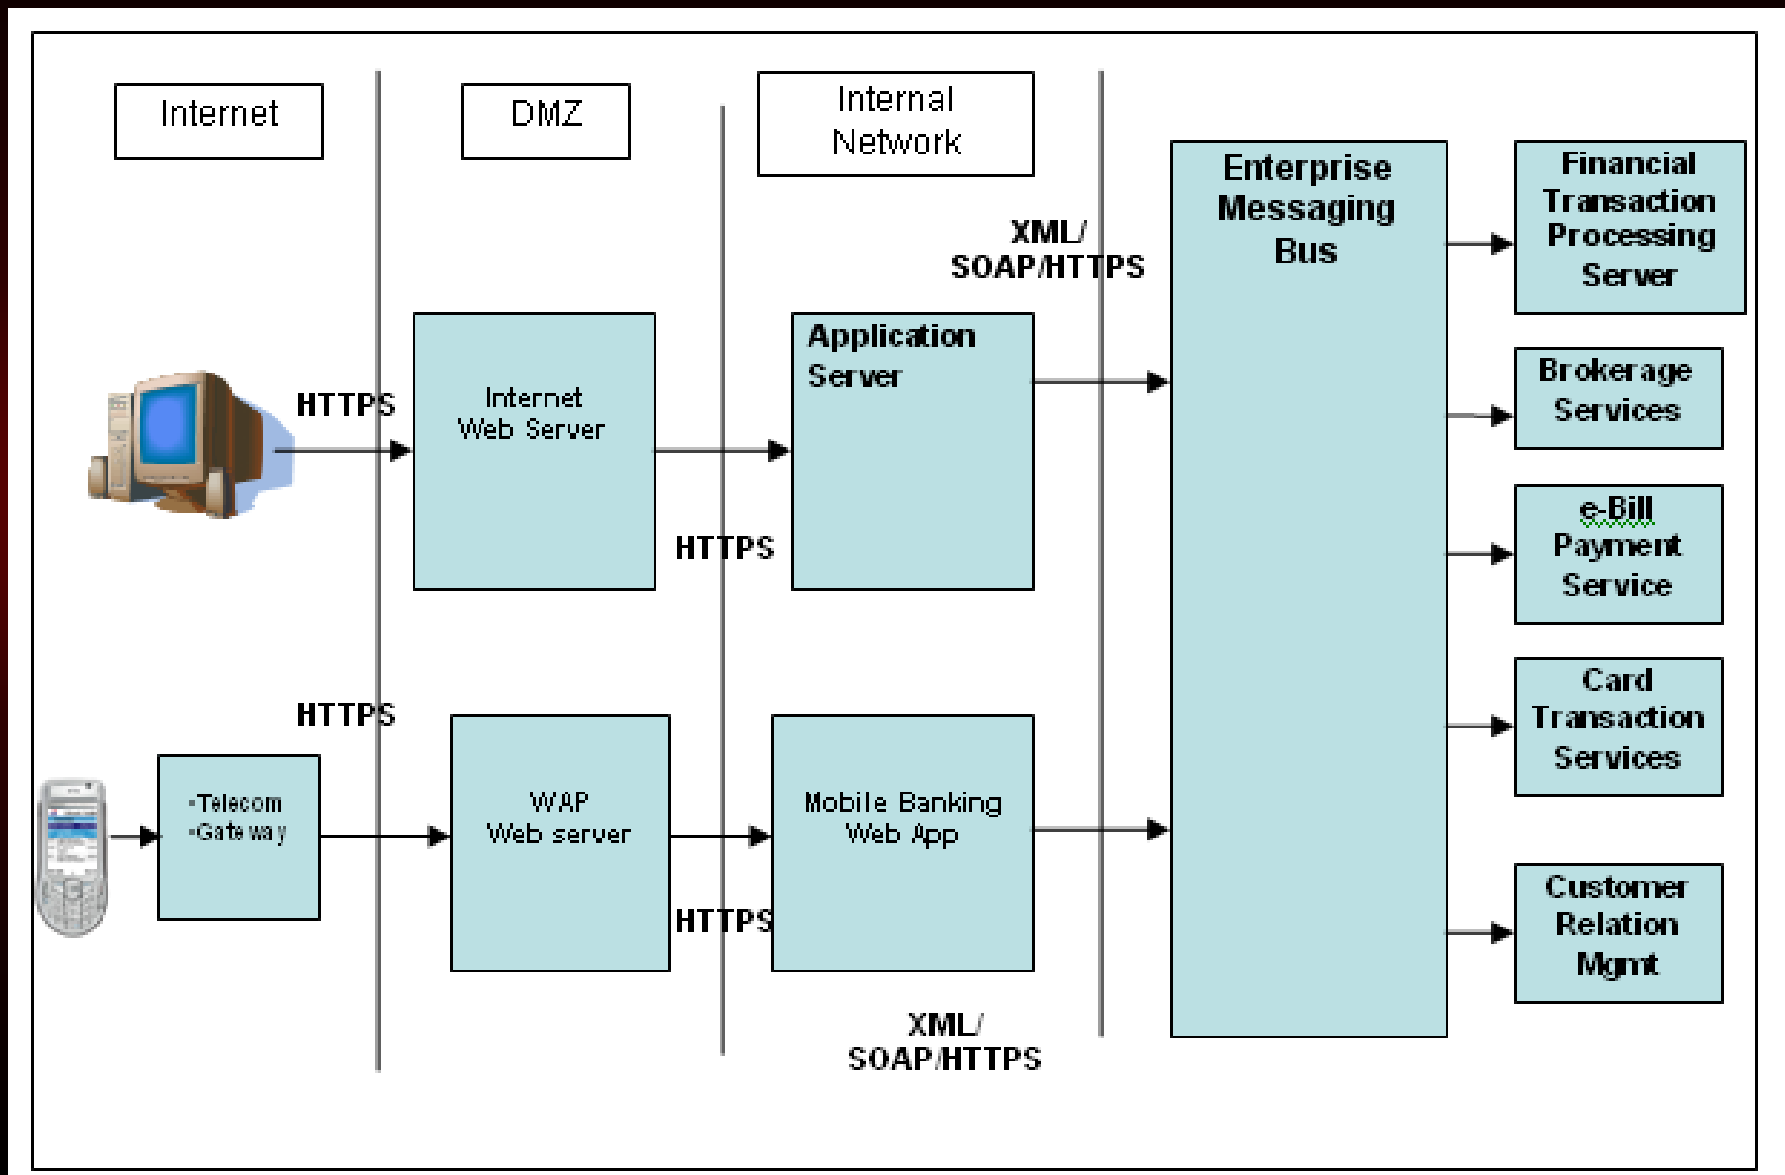 Internet
DMZ
Internal
Network
XML/
SOAP/HTTPS
Enterprise
Messaging
Bus
Financial
Transaction
Processing
Server
HTTPS
Internet
Web Server
HTTPS
Application
Server
Brokerage
Services
e-Bill
Payment
Service
HTTPS
•Telecom
•Gateway
WAP
Web server
HTTPS
Mobile Banking
Web App
XML/
SOAP/HTTPS
Card
Transaction
Services
Customer
Relation
Mgmt